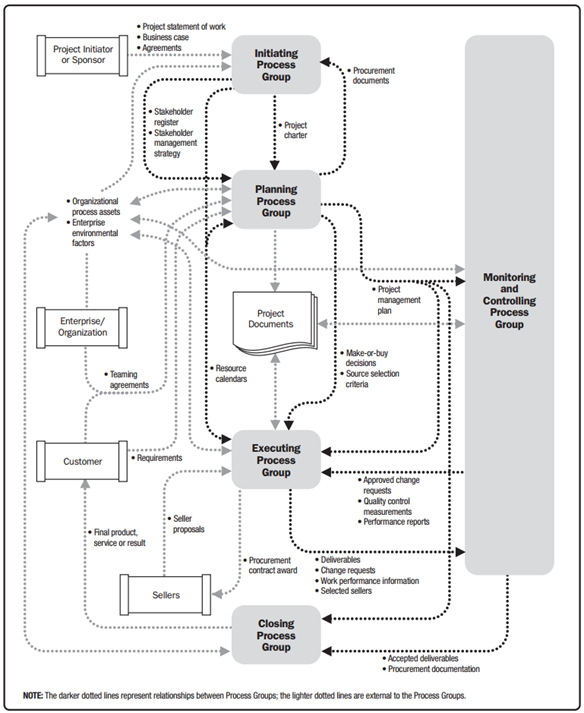 • Project statement of work
• Business case
• Agreements
Project Initiator
or Sponsor
Initiating
Process
Group
• Procurement
documents
• Stakeholder
register
• Stakeholder
management
strategy
• Project
charter
Planning
Process
Group
• Organizational
process assets
• Enterprise
environmental
factors
Monitoring
and
Controlling
Process
Group
• Project
management
plan
Enterprise/
Organization
Project
Documents
• Teaming
agreements
• Resource
calendars
• Make-or-buy
decisions
• Source selection
criteria
Customer
• Requirements
Executing
Process
Group
• Approved change
requests
• Quality control
measurements
• Performance reports
• Final product,
service or result
• Seller
proposals
• Procurement
contract award
• Deliverables
• Change requests
• Work performance information
• Selected sellers
Sellers
Closing
Process
Group
• Accepted deliverables
• Procurement documentation
NOTE: The darker dotted lines represent relationships between Process Groups; the lighter dotted lines are external to the Process Groups.